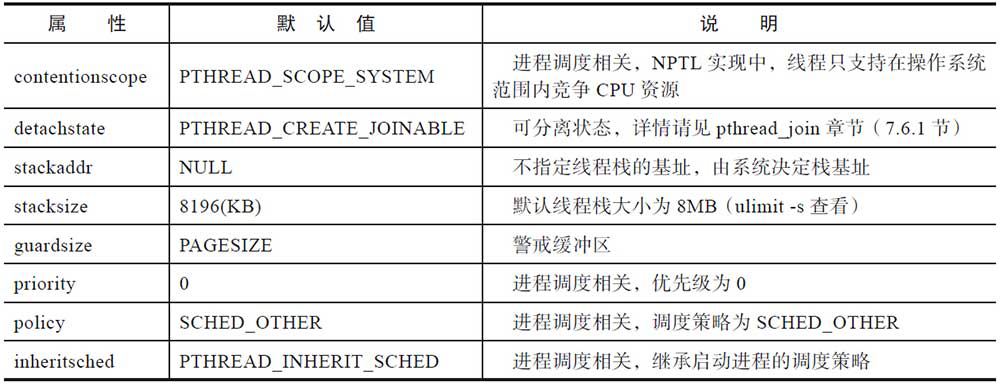 属 性 默 认 值 说 明
contentionscope PTHREAD_SCOPE_SYSTEM 进程调度相关，NPTL 实现中，线程只支持在操作系统
范围内竞争 CPU 资源
detachstate PTHREAD_CREATE_JOINABLE 可分离状态，详情请见 pthread_join 章节（7.6.1 节）
stackaddr NULL 不指定线程栈的基址，由系统决定栈基址
stacksize 8196(KB) 默认线程栈大小为 8MB（ulimit -s 查看）
guardsize PAGESIZE 警戒缓冲区
priority 0 进程调度相关，优先级为 0
policy SCHED_OTHER 进程调度相关，调度策略为 SCHED_OTHER
inheritsched PTHREAD_INHERIT_SCHED 进程调度相关，继承启动进程的调度策略